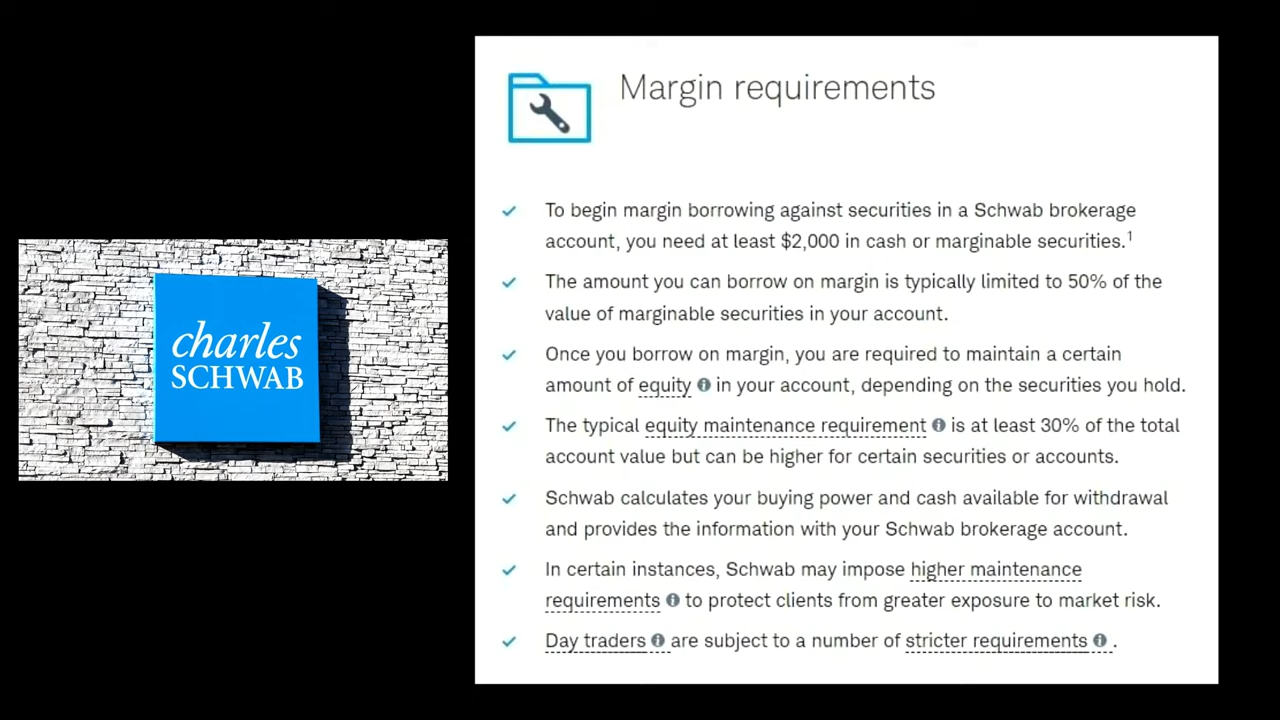 charles
SCHWAB
Margin requirements
To begin margin borrowing against securities in a Schwab brokerage
account, you need at least $2,000 in cash or marginable securities.¹
The amount you can borrow on margin is typically limited to 50% of the
value of marginable securities in your account.
Once you borrow on margin, you are required to maintain a certain
amount of equity i in your account, depending on the securities you hold.
The typical equity maintenance requirement i is at least 30% of the total
account value but can be higher for certain securities or accounts.
Schwab calculates your buying power and cash available for withdrawal
and provides the information with your Schwab brokerage account.
In certain instances, Schwab may impose higher maintenance
requirements i to protect clients from greater exposure to market risk.
Day traders i are subject to a number of stricter requirements i .